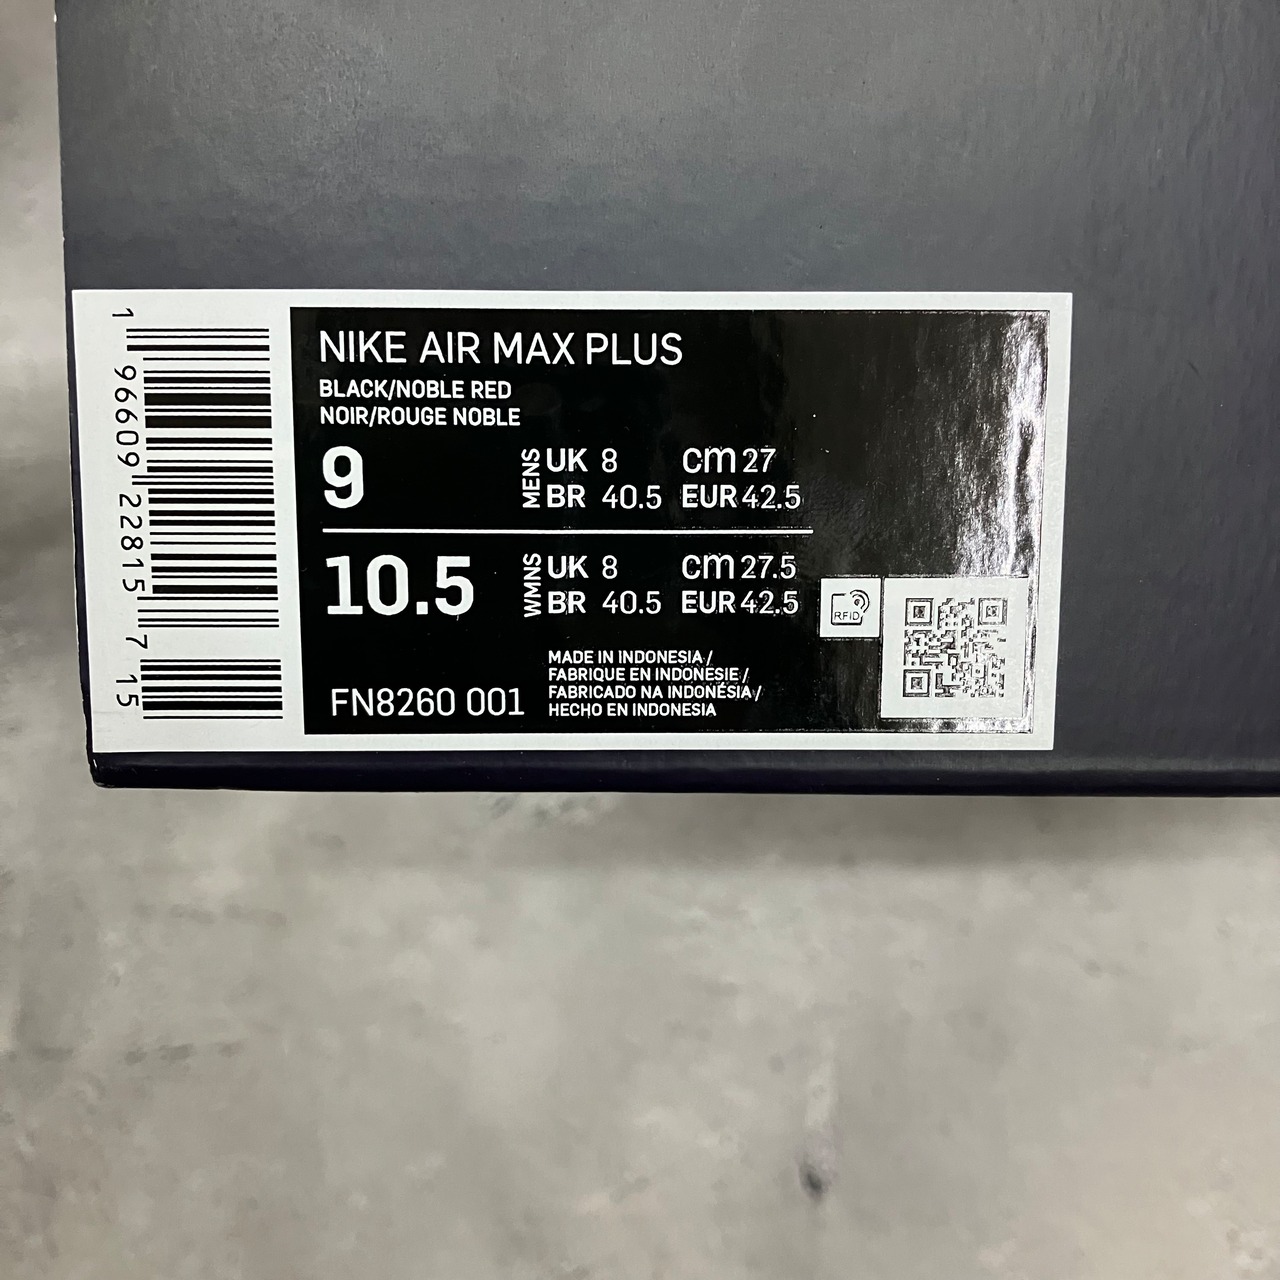 1 96609 22815 7 15
NIKE AIR MAX PLUS
BLACK/NOBLE RED
NOIR/ROUGE NOBLE
9 MENS UK 8 cm 27
BR 40.5 EUR 42.5
10.5 WMNS UK 8 cm 27.5
BR 40.5 EUR 42.5
RFID
MADE IN INDONESIA /
FABRIQUE EN INDONESIE /
FABRICADO NA INDONÉSIA /
HECHO EN INDONESIA
FN8260 001